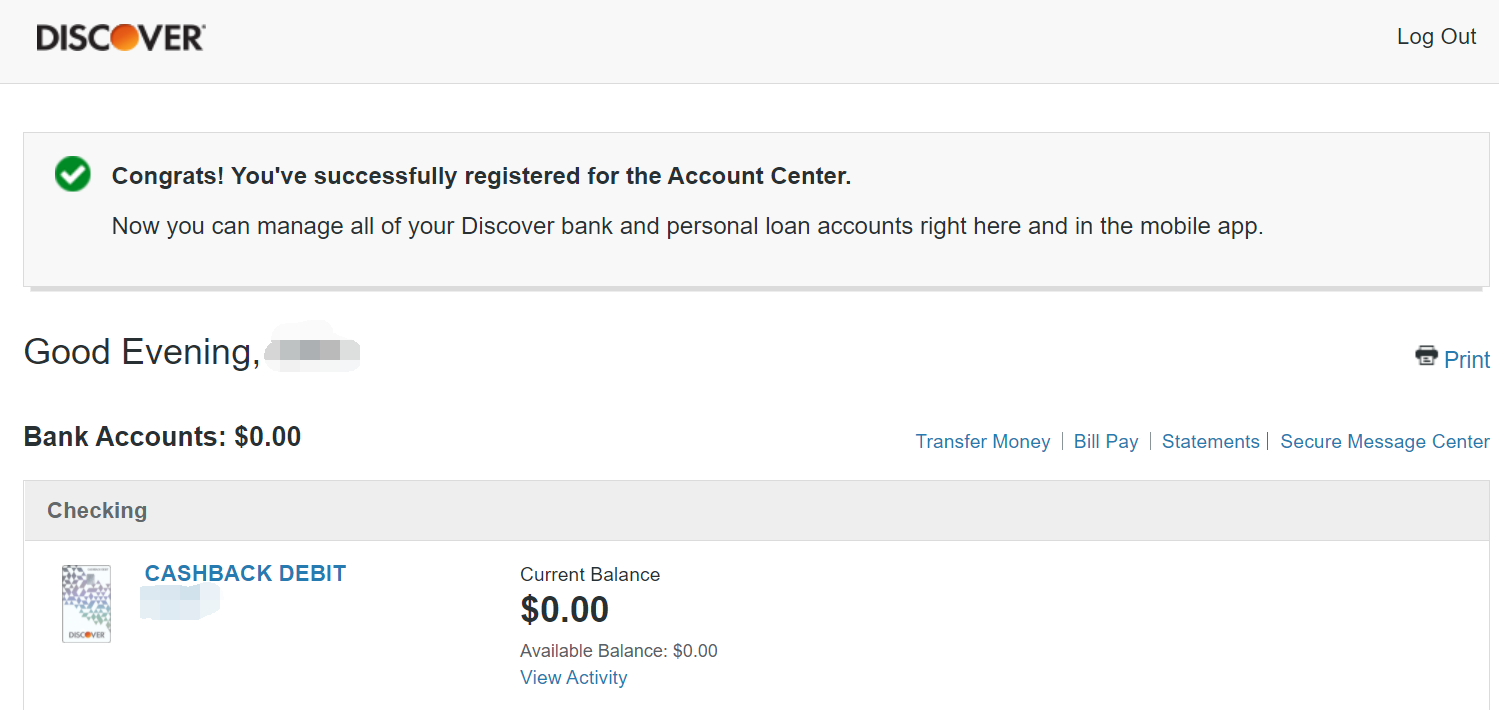 DISCOVER
Log Out
Congrats! You've successfully registered for the Account Center.
Now you can manage all of your Discover bank and personal loan accounts right here and in the mobile app.
Good Evening,
Print
Bank Accounts: $0.00
Transfer Money | Bill Pay | Statements | Secure Message Center
Checking
CASHBACK DEBIT
DISCOVER
Current Balance
$0.00
Available Balance: $0.00
View Activity